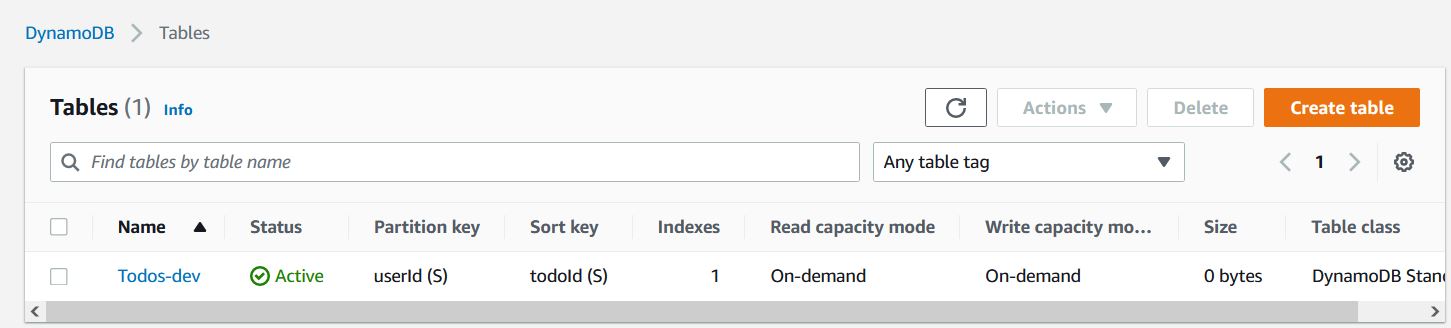 DynamoDB > Tables
Tables (1) Info Actions Delete Create table
Find tables by table name Any table tag 1
Name Status Partition key Sort key Indexes Read capacity mode Write capacity mo... Size Table class
Todos-dev Active userId (S) todoId (S) 1 On-demand On-demand 0 bytes DynamoDB Stan